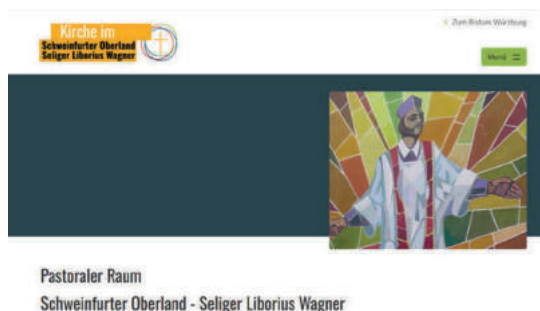 Kirche im
Schweinfurter Oberland
Seliger Liborius Wagner
Zum Bistum Würzburg
Menü
Pastoraler Raum
Schweinfurter Oberland - Seliger Liborius Wagner